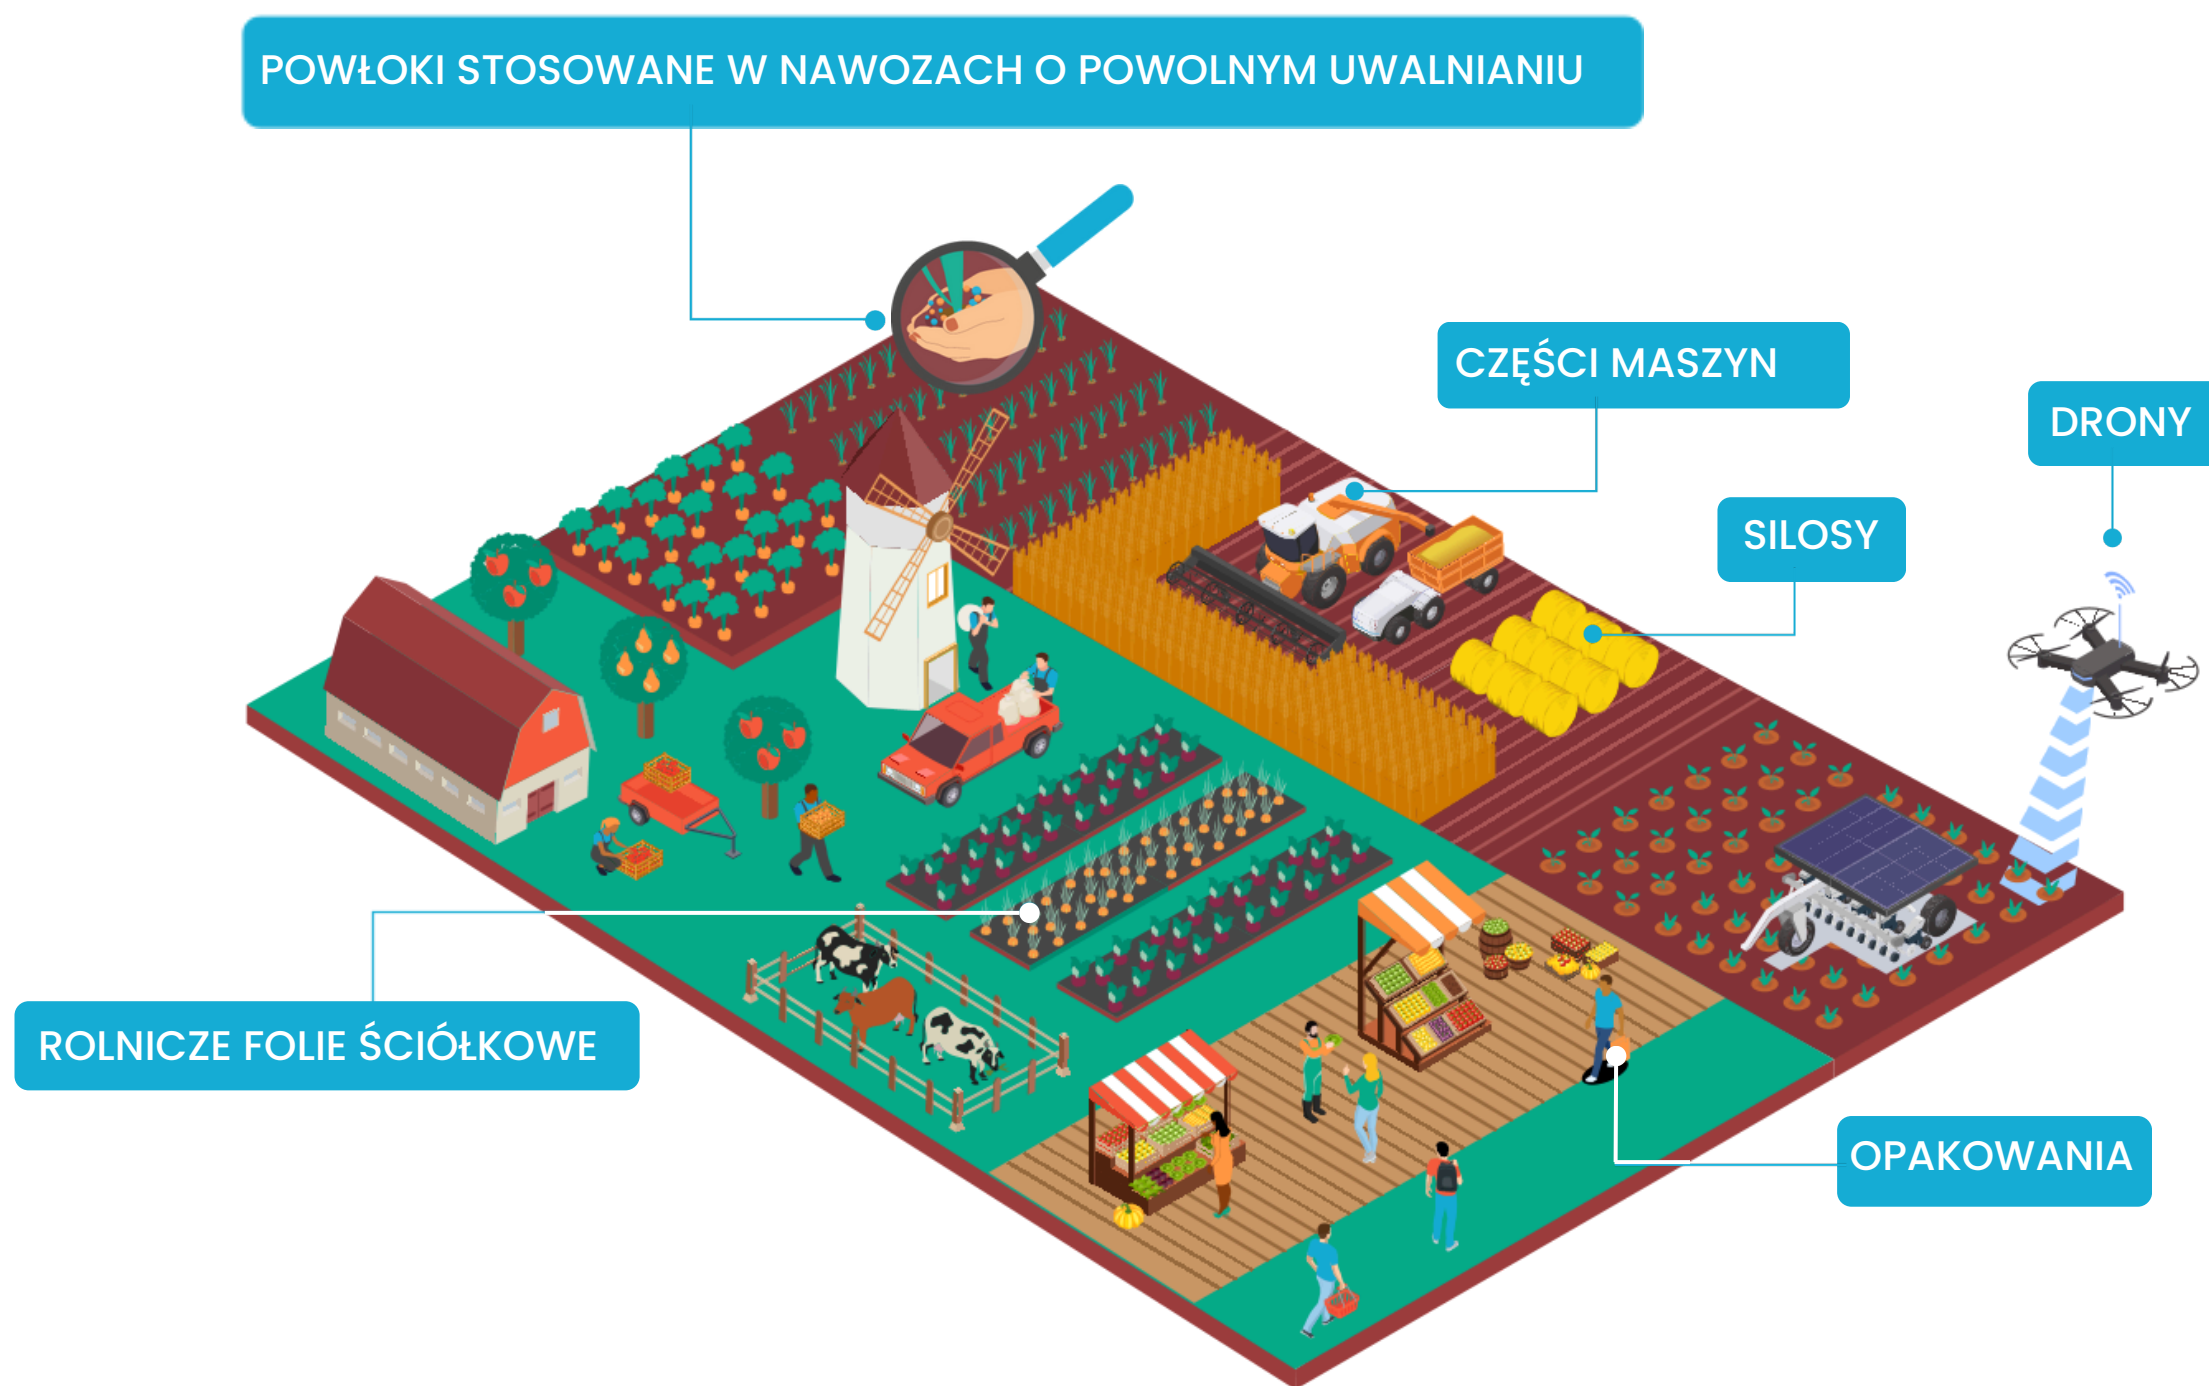 POWŁOKI STOSOWANE W NAWOZACH O POWOLNYM UWALNIANIU
CZĘŚCI MASZYN
DRONY
SILOSY
ROLNICZE FOLIE ŚCIÓŁKOWE
OPAKOWANIA